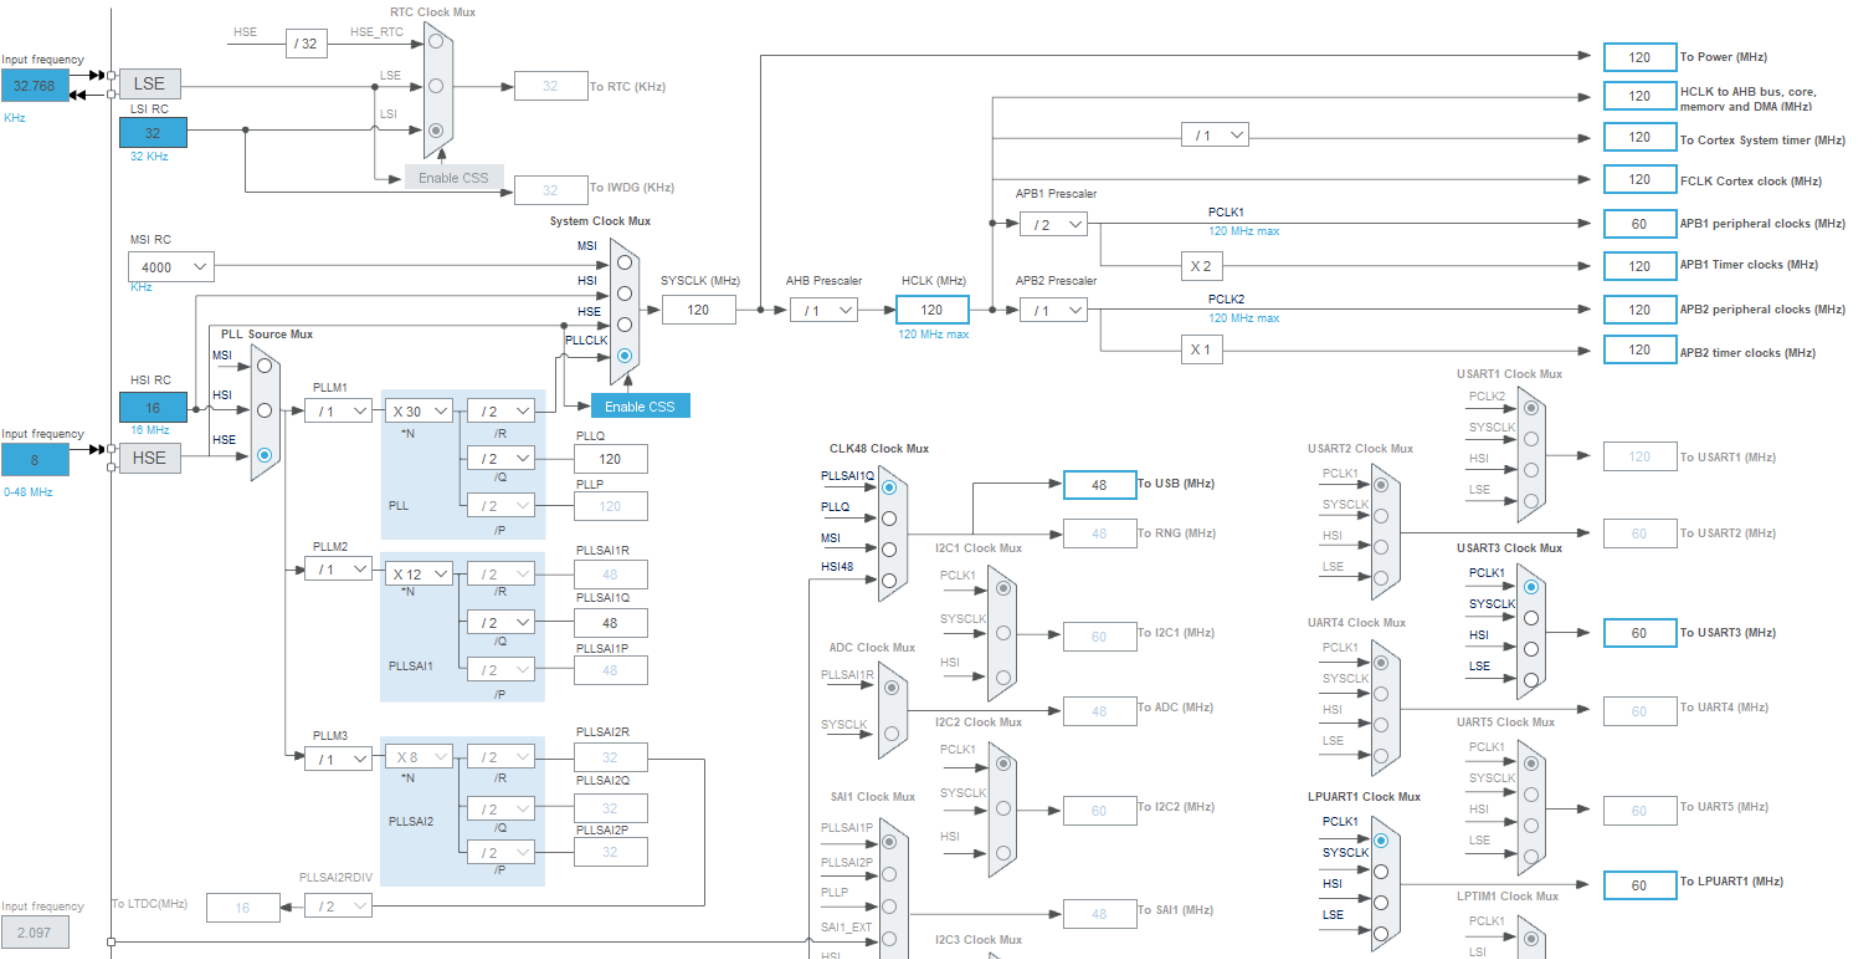 RTC Clock Mux
HSE
/ 32
HSE_RTC
Input frequency
32.768
KHz
LSE
LSE
32
To RTC (KHz)
LSI RC
32
32 KHz
LSI
Enable CSS
32
To IWDG (KHz)
System Clock Mux
MSI RC
4000
KHz
MSI
HSI
HSE
PLLCLK
SYSCLK (MHz)
120
AHB Prescaler
/ 1
HCLK (MHz)
120
120 MHz max
Enable CSS
120
To Power (MHz)
120
HCLK to AHB bus, core,
memory and DMA (MHz)
/ 1
120
To Cortex System timer (MHz)
120
FCLK Cortex clock (MHz)
APB1 Prescaler
/ 2
PCLK1
120 MHz max
60
APB1 peripheral clocks (MHz)
X 2
120
APB1 Timer clocks (MHz)
APB2 Prescaler
/ 1
PCLK2
120 MHz max
120
APB2 peripheral clocks (MHz)
X 1
120
APB2 timer clocks (MHz)
PLL Source Mux
MSI
HSI RC
16
16 MHz
HSI
Input frequency
8
0-48 MHz
HSE
HSE
PLLM1
/ 1
X 30
*N
/ 2
/R
PLLQ
/ 2
120
/Q
PLLP
PLL
/ 2
120
/P
PLLM2
/ 1
X 12
*N
PLLSAI1R
/ 2
48
/R
PLLSAI1Q
/ 2
48
/Q
PLLSAI1P
PLLSAI1
/ 2
48
/P
PLLM3
/ 1
X 8
*N
PLLSAI2R
/ 2
32
/R
PLLSAI2Q
/ 2
32
/Q
PLLSAI2P
PLLSAI2
/ 2
32
/P
PLLSAI2RDIV
To LTDC(MHz)
16
/ 2
Input frequency
2.097
CLK48 Clock Mux
PLLSAI1Q
PLLQ
MSI
HSI48
48
To USB (MHz)
48
To RNG (MHz)
I2C1 Clock Mux
PCLK1
SYSCLK
HSI
60
To I2C1 (MHz)
ADC Clock Mux
PLLSAI1R
SYSCLK
48
To ADC (MHz)
I2C2 Clock Mux
PCLK1
SYSCLK
HSI
60
To I2C2 (MHz)
SAI1 Clock Mux
PLLSAI1P
PLLSAI2P
PLLP
SAI1_EXT
HSI
48
To SAI1 (MHz)
I2C3 Clock Mux
USART1 Clock Mux
PCLK2
SYSCLK
HSI
LSE
120
To USART1 (MHz)
USART2 Clock Mux
PCLK1
SYSCLK
HSI
LSE
60
To USART2 (MHz)
USART3 Clock Mux
PCLK1
SYSCLK
HSI
LSE
60
To USART3 (MHz)
UART4 Clock Mux
PCLK1
SYSCLK
HSI
LSE
60
To UART4 (MHz)
UART5 Clock Mux
PCLK1
SYSCLK
HSI
LSE
60
To UART5 (MHz)
LPUART1 Clock Mux
PCLK1
SYSCLK
HSI
LSE
60
To LPUART1 (MHz)
LPTIM1 Clock Mux
PCLK1
LSI